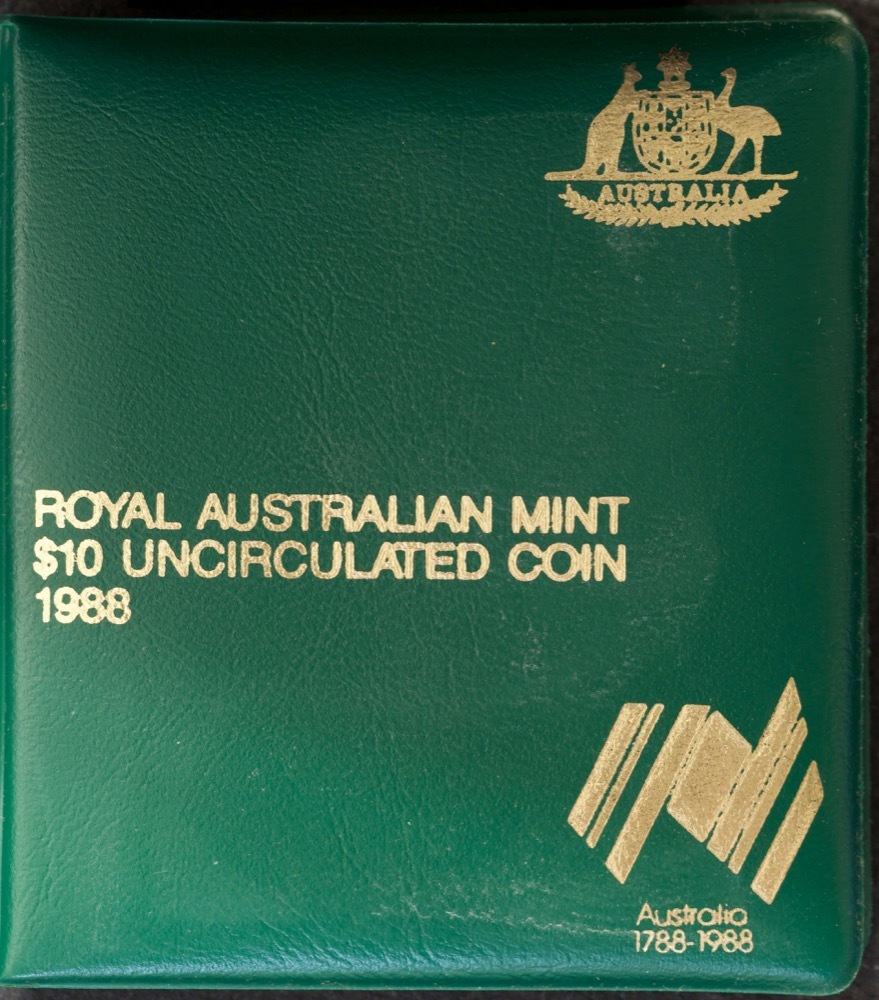 AUSTRALIA
ROYAL AUSTRALIAN MINT
$10 UNCIRCULATED COIN
1988
Australia
1788-1988